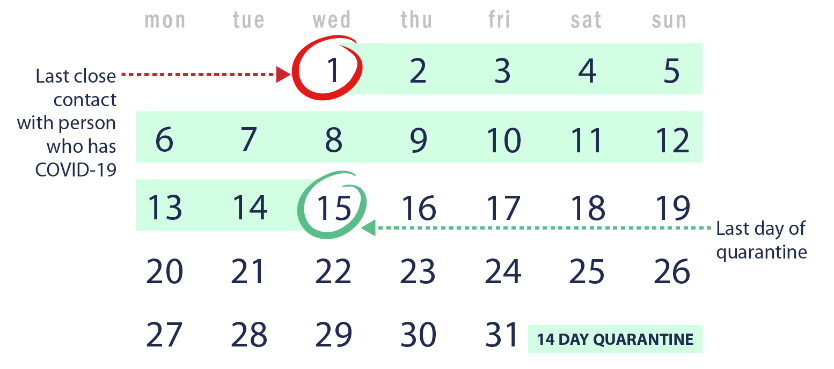 mon tue wed thu fri sat sun
Last close
contact
with person
who has
COVID-19
1 2 3 4 5
6 7 8 9 10 11 12
13 14 15 16 17 18 19
Last day of
quarantine
20 21 22 23 24 25 26
27 28 29 30 31
14 DAY QUARANTINE